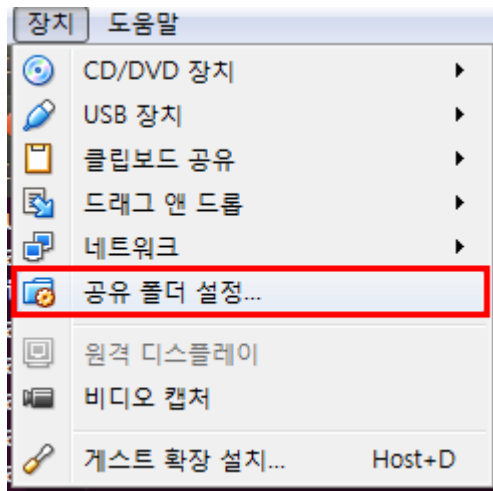 장치 도움말
CD/DVD 장치
USB 장치
클립보드 공유
드래그 앤 드롭
네트워크
공유 폴더 설정...
원격 디스플레이
비디오 캡처
게스트 확장 설치... Host+D